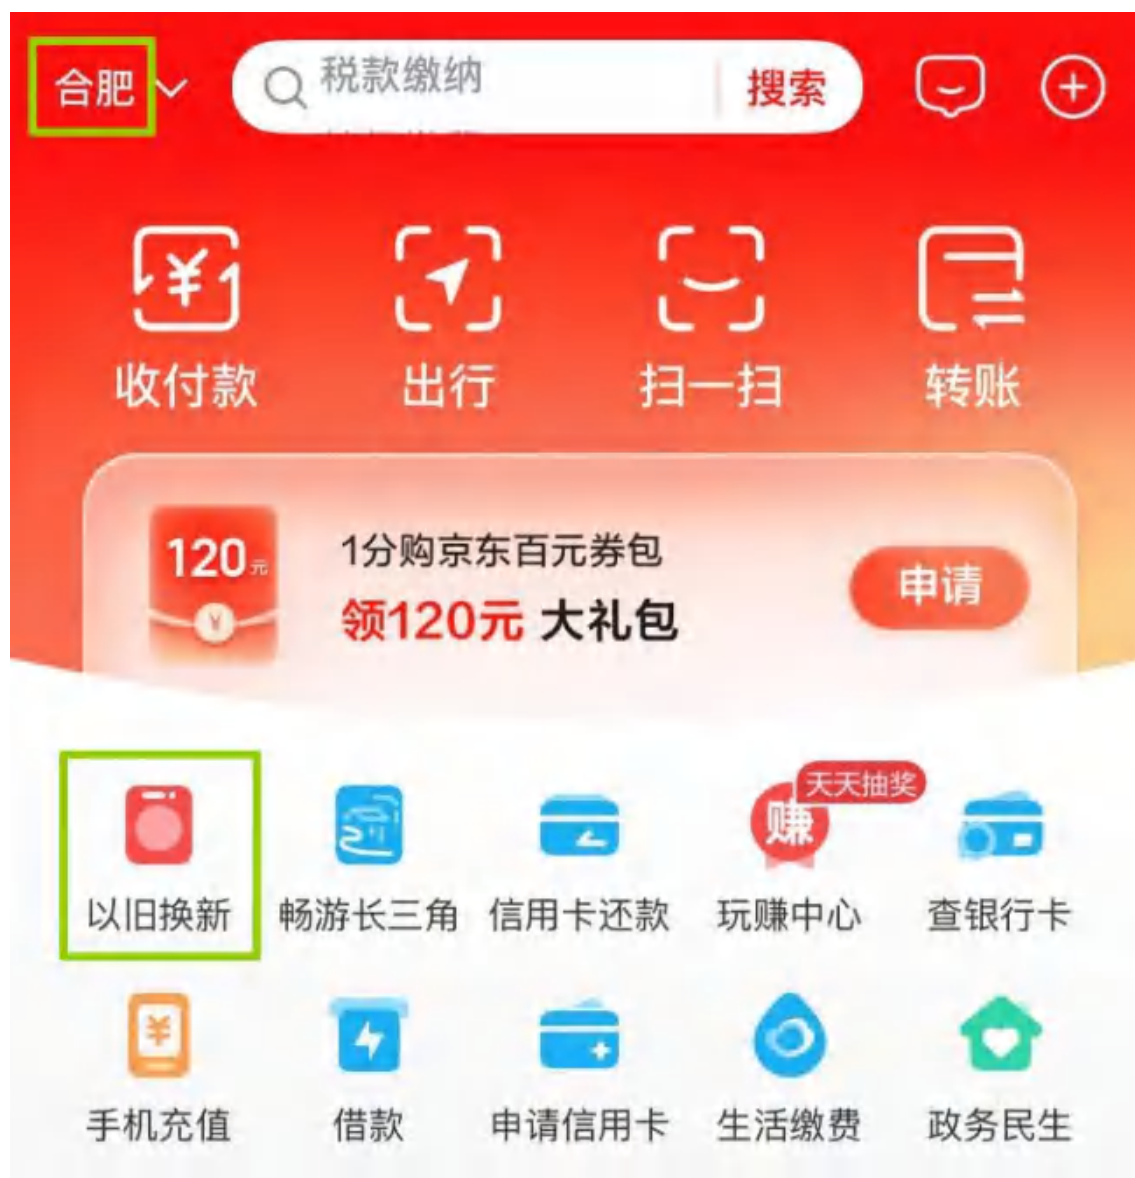 合肥
税款缴纳
搜索
收付款
出行
扫一扫
转账
120元
1分购京东百元券包
领120元 大礼包
申请
天天抽奖
赚
以旧换新
畅游长三角
信用卡还款
玩赚中心
查银行卡
手机充值
借款
申请信用卡
生活缴费
政务民生